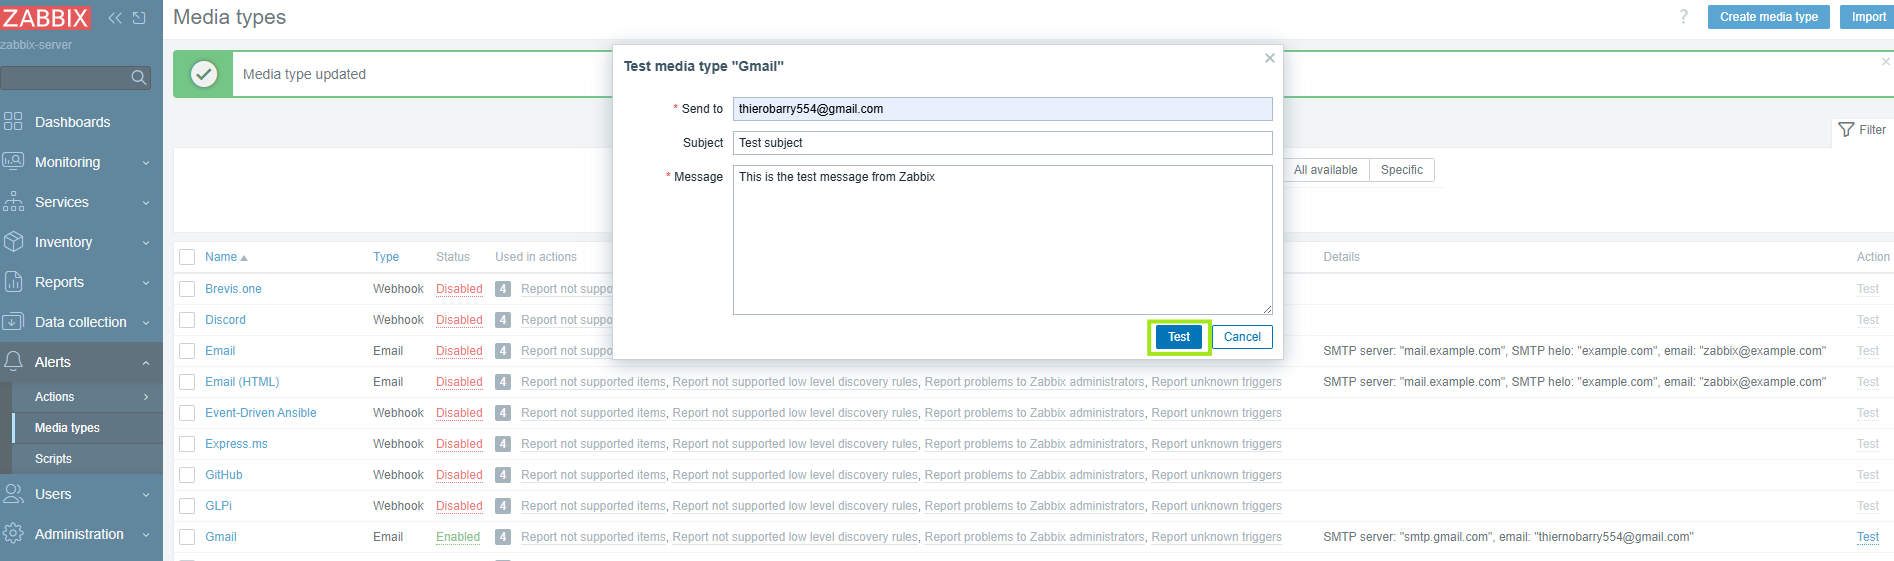 ZABBIX
Media types
?
Create media type
Import
zabbix-server
Media type updated
Test media type "Gmail"
* Send to
thierobarry554@gmail.com
Subject
Test subject
* Message
This is the test message from Zabbix
Test
Cancel
Filter
All available
Specific
Dashboards
Monitoring
Services
Inventory
Reports
Data collection
Alerts
Actions
Media types
Scripts
Users
Administration
Name Type Status Used in actions Details Action
Brevis.one Webhook Disabled 4 Report not suppo Test
Discord Webhook Disabled 4 Report not suppo Test
Email Email Disabled 4 Report not suppo SMTP server: "mail.example.com", SMTP helo: "example.com", email: "zabbix@example.com" Test
Email (HTML) Email Disabled 4 Report not supported items, Report not supported low level discovery rules, Report problems to Zabbix administrators, Report unknown triggers SMTP server: "mail.example.com", SMTP helo: "example.com", email: "zabbix@example.com" Test
Event-Driven Ansible Webhook Disabled 4 Report not supported items, Report not supported low level discovery rules, Report problems to Zabbix administrators, Report unknown triggers Test
Express.ms Webhook Disabled 4 Report not supported items, Report not supported low level discovery rules, Report problems to Zabbix administrators, Report unknown triggers Test
GitHub Webhook Disabled 4 Report not supported items, Report not supported low level discovery rules, Report problems to Zabbix administrators, Report unknown triggers Test
GLPi Webhook Disabled 4 Report not supported items, Report not supported low level discovery rules, Report problems to Zabbix administrators, Report unknown triggers Test
Gmail Email Enabled 4 Report not supported items, Report not supported low level discovery rules, Report problems to Zabbix administrators, Report unknown triggers SMTP server: "smtp.gmail.com", email: "thiernobarry554@gmail.com" Test